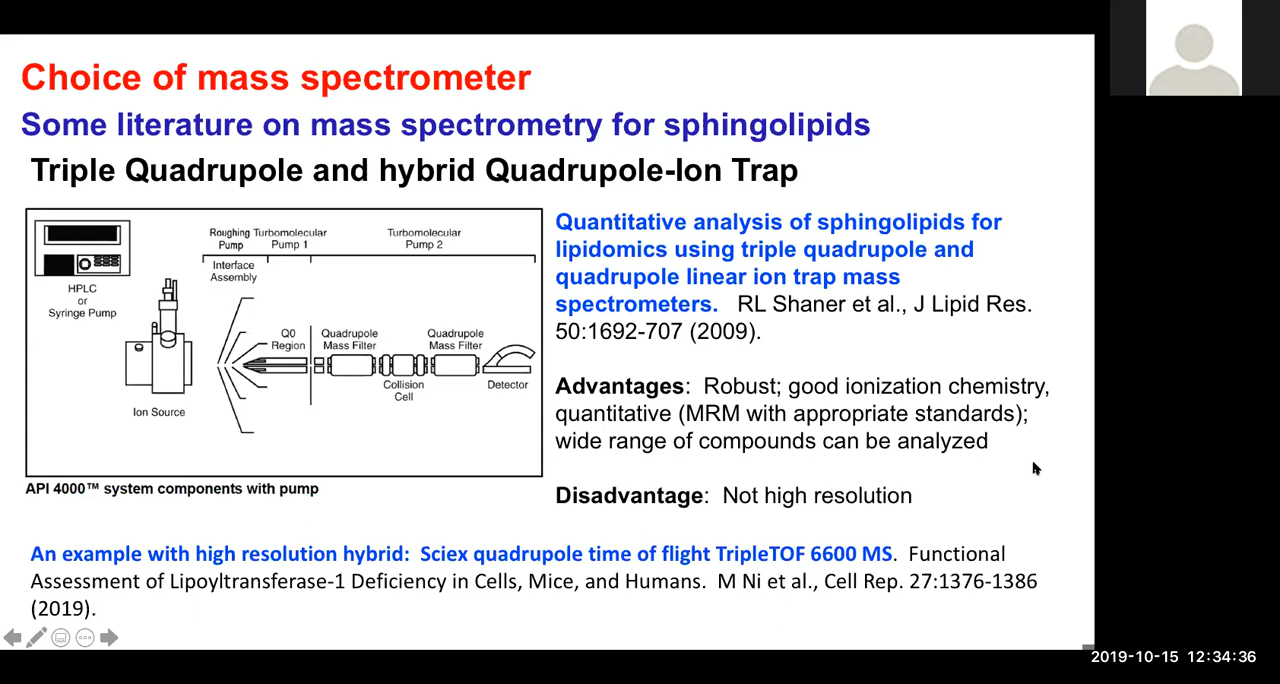 Choice of mass spectrometer
Some literature on mass spectrometry for sphingolipids
Triple Quadrupole and hybrid Quadrupole-Ion Trap
HPLC
or
Syringe Pump
Ion Source
Roughing
Pump
Turbomolecular
Pump 1
Turbomolecular
Pump 2
Interface
Assembly
Q0
Region
Quadrupole
Mass Filter
Collision
Cell
Quadrupole
Mass Filter
Detector
API 4000™ system components with pump
Quantitative analysis of sphingolipids for
lipidomics using triple quadrupole and
quadrupole linear ion trap mass
spectrometers. RL Shaner et al., J Lipid Res.
50:1692-707 (2009).
Advantages: Robust; good ionization chemistry,
quantitative (MRM with appropriate standards);
wide range of compounds can be analyzed
Disadvantage: Not high resolution
An example with high resolution hybrid: Sciex quadrupole time of flight TripleTOF 6600 MS. Functional
Assessment of Lipoyltransferase-1 Deficiency in Cells, Mice, and Humans. M Ni et al., Cell Rep. 27:1376-1386
(2019).
2019-10-15 12:34:36